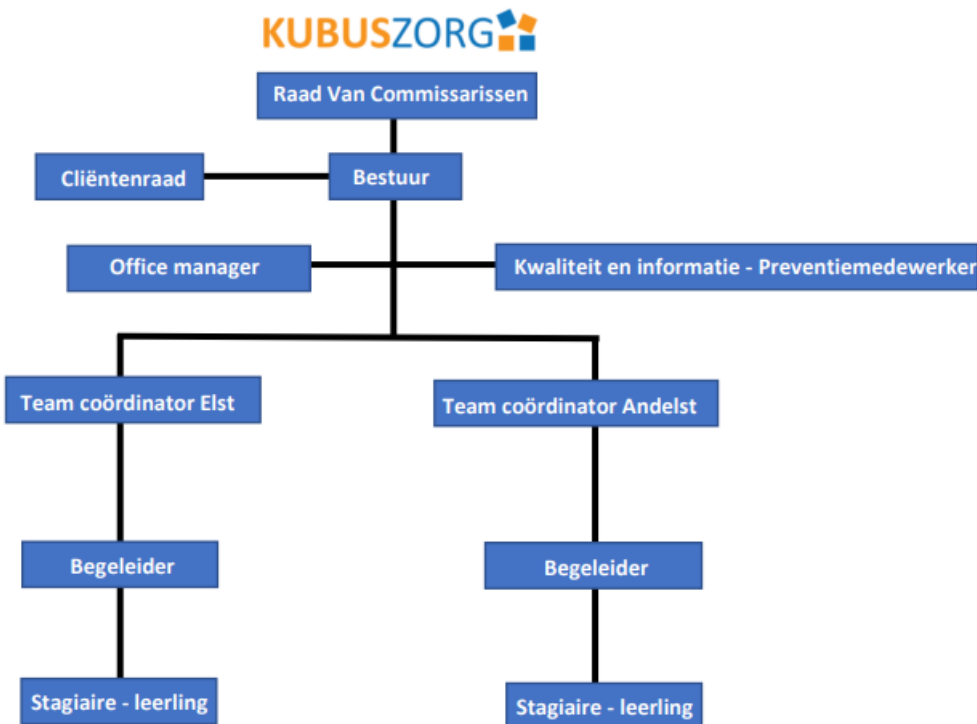 KUBUSZORG
Raad Van Commissarissen
Cliëntenraad
Bestuur
Office manager
Kwaliteit en informatie - Preventiemedewerker
Team coördinator Elst
Team coördinator Andelst
Begeleider
Begeleider
Stagiaire - leerling
Stagiaire - leerling